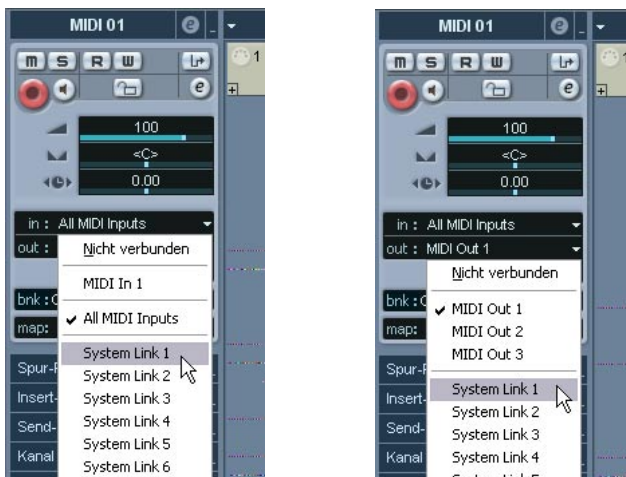 MIDI 01
m S R W
e
1
100
<C>
0.00
in : All MIDI Inputs
out :
Nicht verbunden
MIDI In 1
bnk :
All MIDI Inputs
map:
System Link 1
Spur-
System Link 2
Insert-
System Link 3
Send-
System Link 4
System Link 5
Kanal
System Link 6
MIDI 01
m S R W
e
1
100
<C>
0.00
in : All MIDI Inputs
out : MIDI Out 1
Nicht verbunden
bnk :
MIDI Out 1
map:
MIDI Out 2
MIDI Out 3
Spur-
System Link 1
Insert-
System Link 2
Send-
System Link 3
Kanal
System Link 4